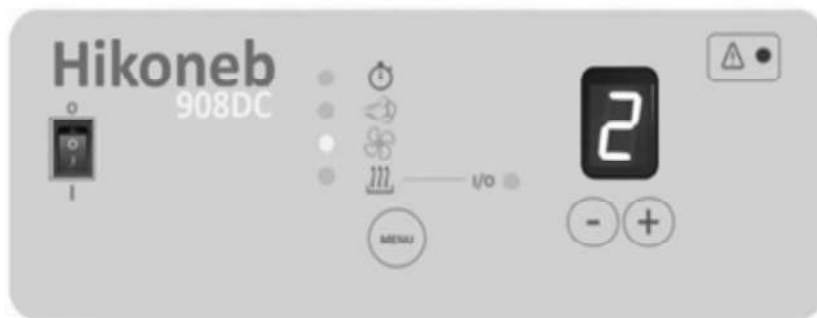 Hikoneb
908DC
O
I
I/O
2
- +
MENU